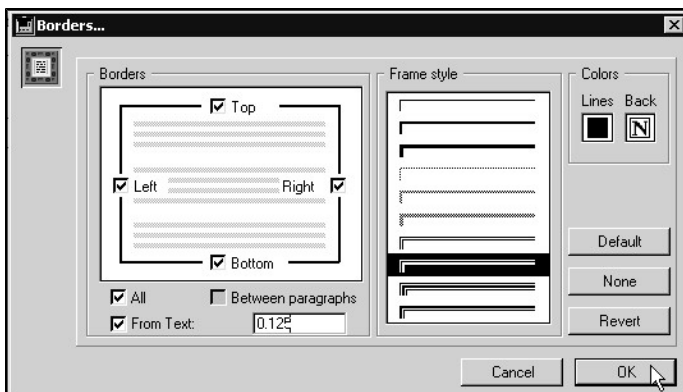 Borders...
Borders
Frame style
Colors
Top
Lines Back
Left
Right
Bottom
All
Between paragraphs
From Text:
0.125
N
Default
None
Revert
Cancel
OK